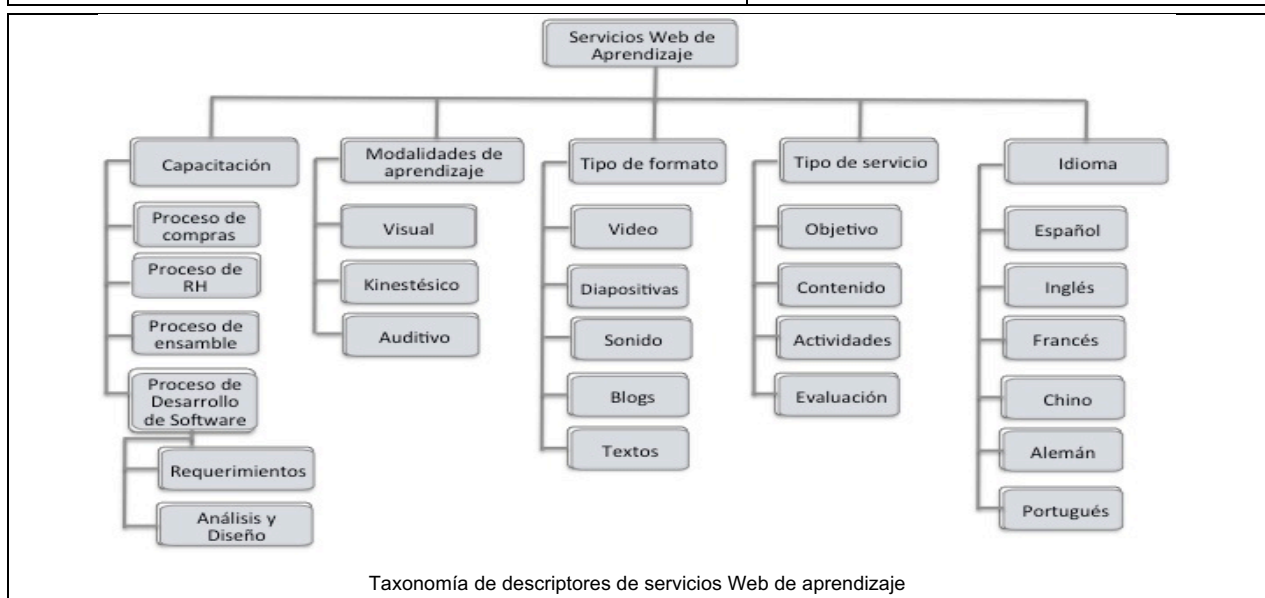 Servicios Web de
Aprendizaje
Capacitación
Proceso de
compras
Proceso de
RH
Proceso de
ensamble
Proceso de
Desarrollo
de Software
Requerimientos
Análisis y
Diseño
Modalidades de
aprendizaje
Visual
Kinestésico
Auditivo
Tipo de formato
Video
Diapositivas
Sonido
Blogs
Textos
Tipo de servicio
Objetivo
Contenido
Actividades
Evaluación
Idioma
Español
Inglés
Francés
Chino
Alemán
Portugués
Taxonomía de descriptores de servicios Web de aprendizaje